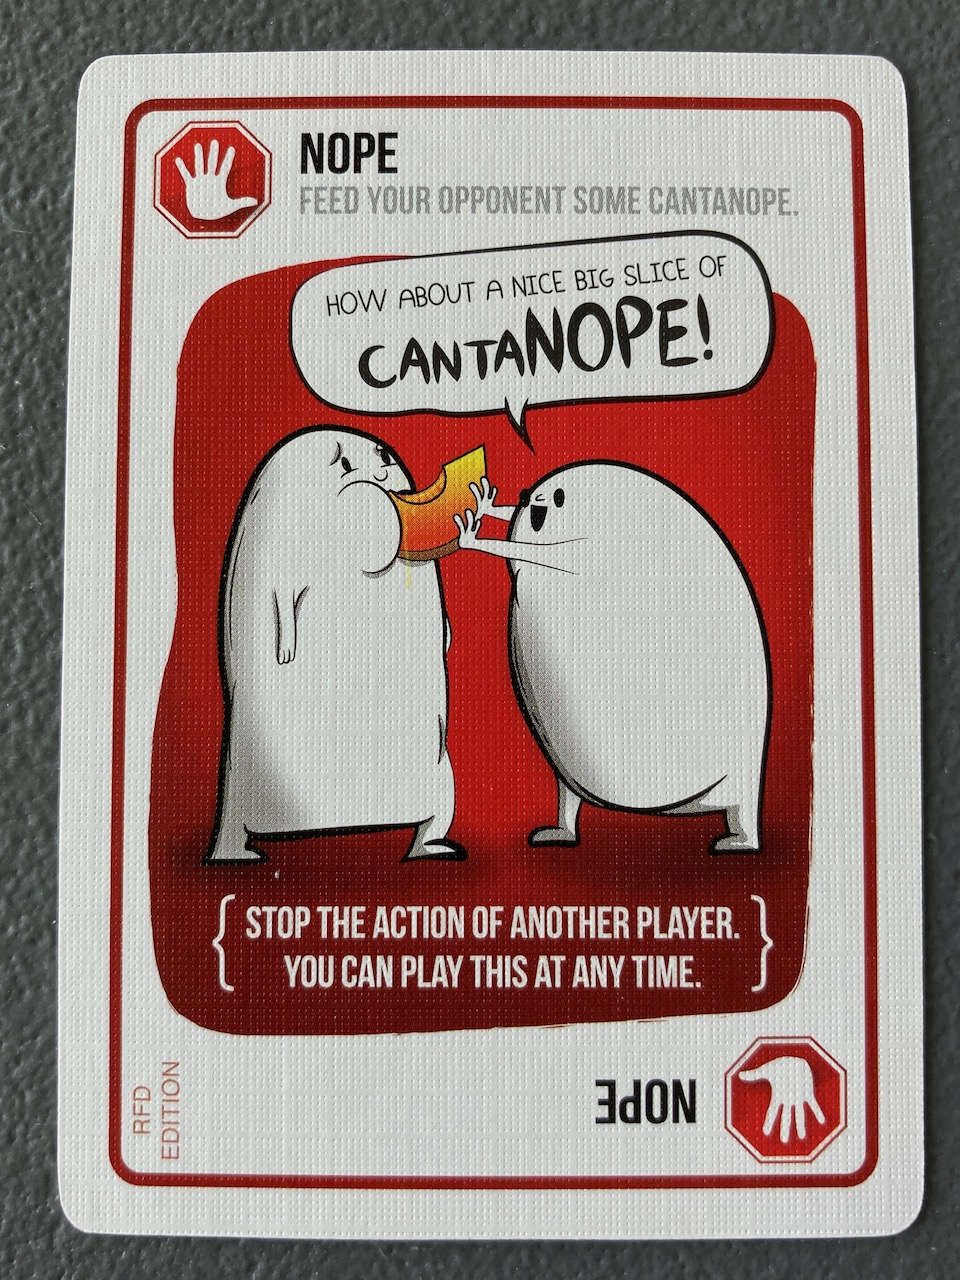 NOPE
FEED YOUR OPPONENT SOME CANTANOPE.
HOW ABOUT A NICE BIG SLICE OF
CANTANOPE!
STOP THE ACTION OF ANOTHER PLAYER.
YOU CAN PLAY THIS AT ANY TIME.
RFD
EDITION
NOPE